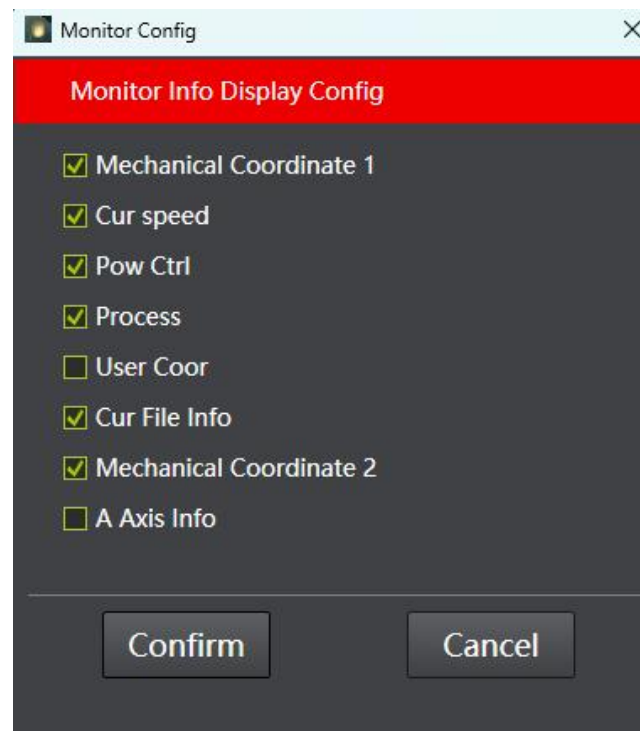 Monitor Config
Monitor Info Display Config
Mechanical Coordinate 1
Cur speed
Pow Ctrl
Process
User Coor
Cur File Info
Mechanical Coordinate 2
A Axis Info
Confirm Cancel